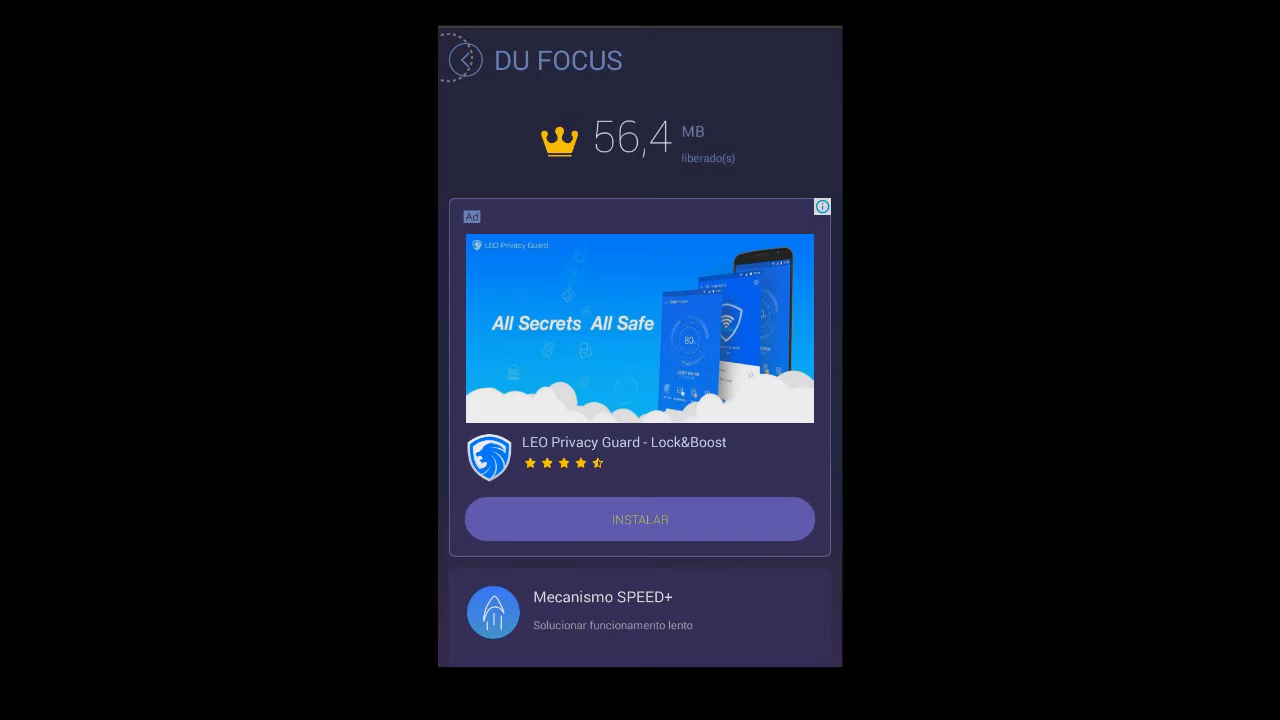 DU FOCUS
56,4 MB
liberado(s)
Ad
LEO Privacy Guard
All Secrets All Safe
80
LEO Privacy Guard - Lock&Boost
INSTALAR
Mecanismo SPEED+
Solucionar funcionamento lento